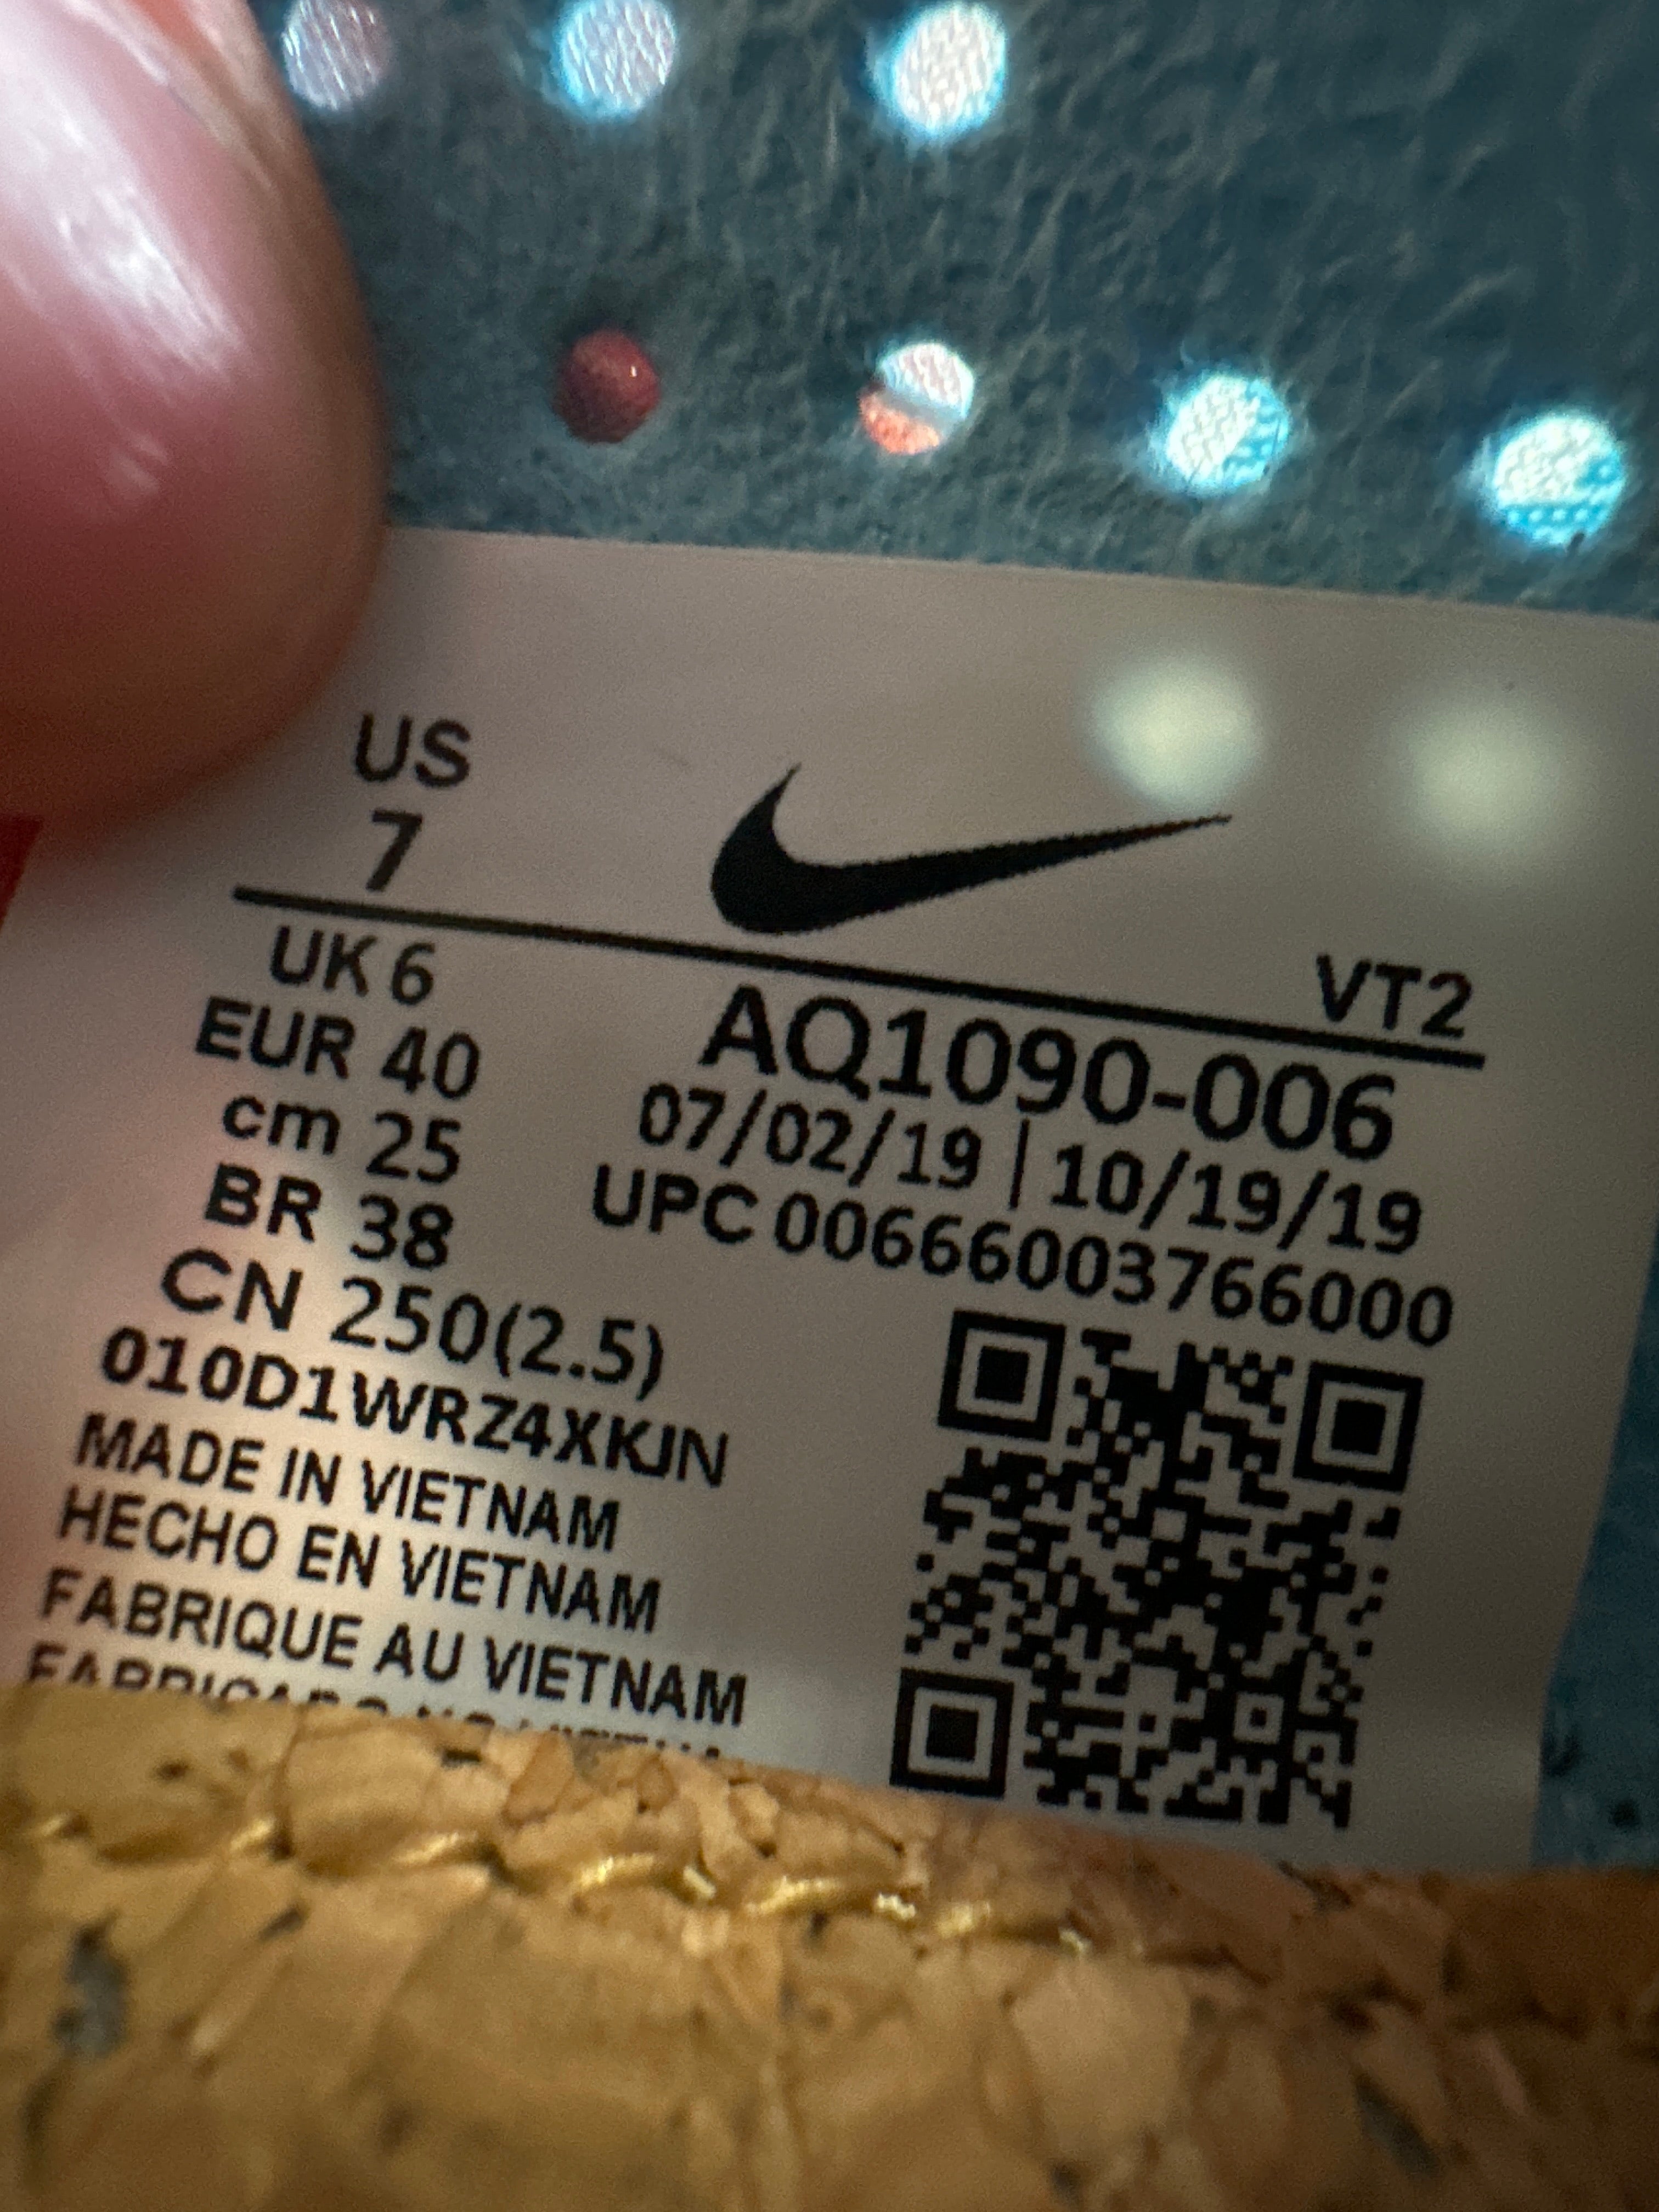 US
7
UK 6
VT2
EUR 40
AQ1090-006
cm 25
07/02/19 | 10/19/19
BR 38
UPC 00666003766000
CN 250(2.5)
010D1WRZ4XKJN
MADE IN VIETNAM
HECHO EN VIETNAM
FABRIQUE AU VIETNAM